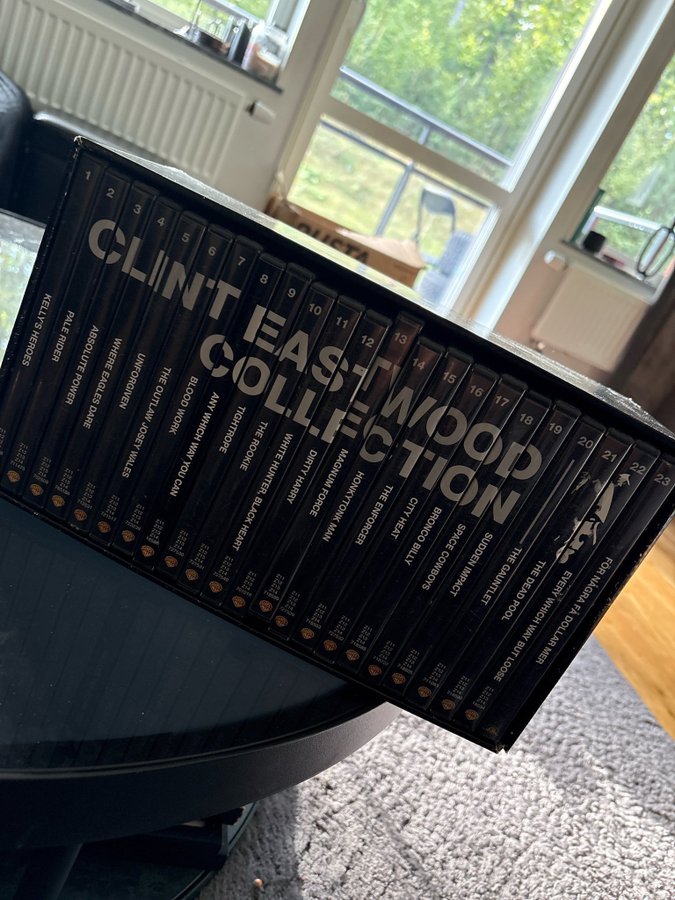 CLINT EASTWOOD
COLLECTION
1
2
3
4
5
6
7
8
9
10
11
12
13
14
15
16
17
18
19
20
21
22
23
KELLY'S HEROES
PALE RIDER
ABSOLUTE POWER
WHERE EAGLES DARE
UNFORGIVEN
THE OUTLAW JOSEY WALES
BLOOD WORK
ANY WHICH WAY YOU CAN
TIGHTROPE
THE ROOKIE
WHITE HUNTER, BLACK HEART
DIRTY HARRY
MAGNUM FORCE
HONKYTONK MAN
THE ENFORCER
CITY HEAT
BRONCO BILLY
SPACE COWBOYS
SUDDEN IMPACT
THE GAUNTLET
THE DEAD POOL
EVERY WHICH WAY BUT LOOSE
FÖR NÅGRA FÅ DOLLAR MER